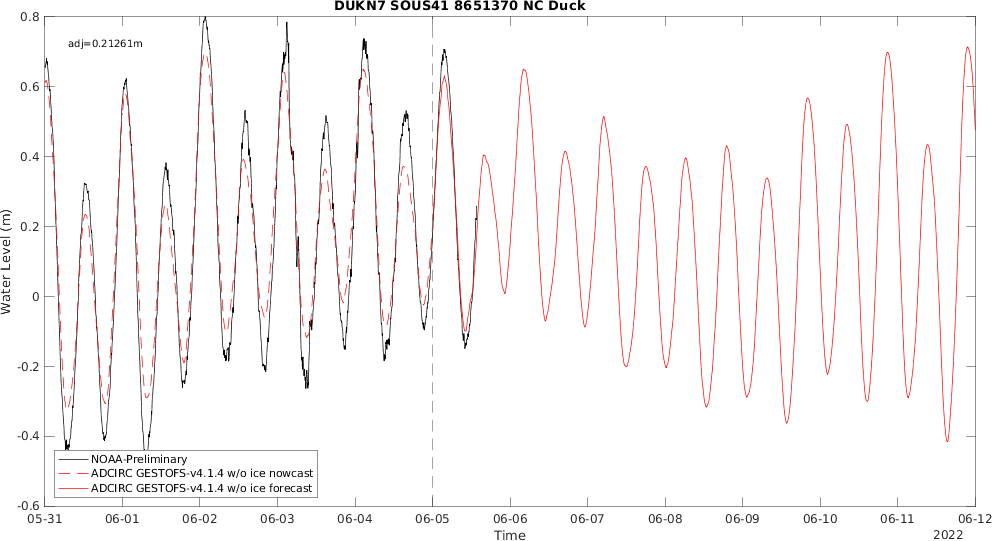 DUKN7 SOUS41 8651370 NC Duck
adj=0.21261m
Water Level (m)
0.8
0.6
0.4
0.2
0
-0.2
-0.4
-0.6
NOAA-Preliminary
ADCIRC GESTOFS-v4.1.4 w/o ice nowcast
ADCIRC GESTOFS-v4.1.4 w/o ice forecast
05-31 06-01 06-02 06-03 06-04 06-05 06-06 06-07 06-08 06-09 06-10 06-11 06-12
Time
2022